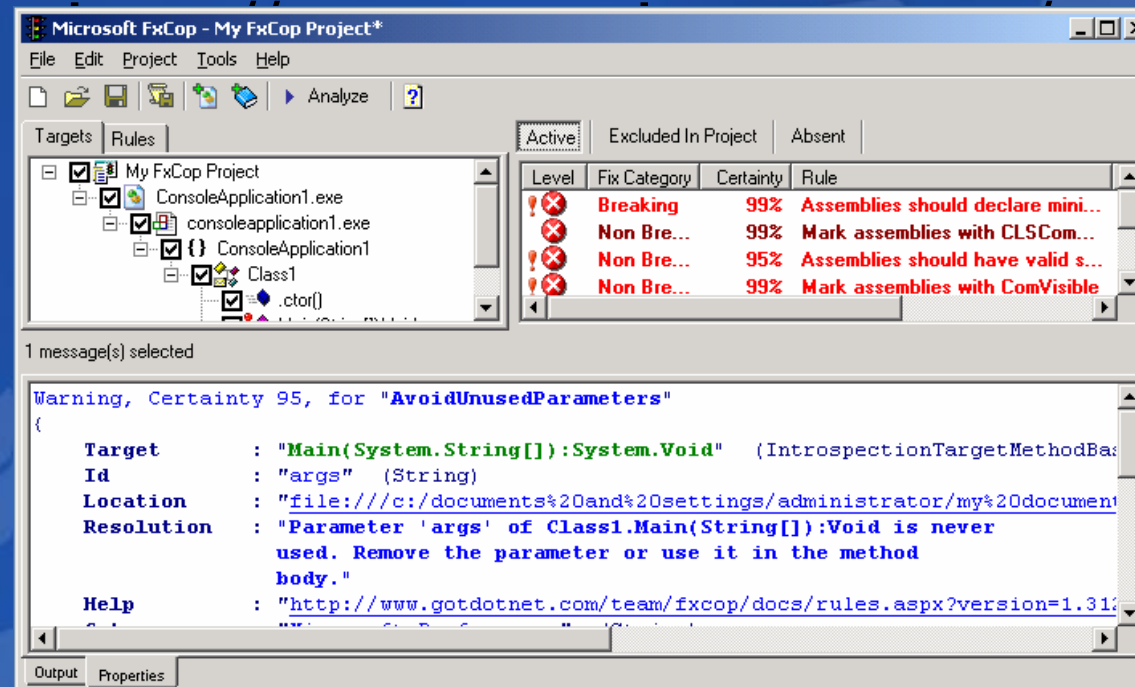 Microsoft FxCop - My FxCop Project*
File Edit Project Tools Help
Analyze
Targets Rules
My FxCop Project
ConsoleApplication1.exe
consoleapplication1.exe
{} ConsoleApplication1
Class1
.ctor()
Active Excluded In Project Absent
Level Fix Category Certainty Rule
Breaking 99% Assemblies should declare mini...
Non Bre... 99% Mark assemblies with CLSCom...
Non Bre... 95% Assemblies should have valid s...
Non Bre... 99% Mark assemblies with ComVisible
1 message(s) selected
Warning, Certainty 95, for "AvoidUnusedParameters"
{
Target : "Main(System.String[]):System.Void" (IntrospectionTargetMethodBas
Id : "args" (String)
Location : "file:///c:/documents%20and%20settings/administrator/my%20document
Resolution : "Parameter 'args' of Class1.Main(String[]):Void is never
used. Remove the parameter or use it in the method
body."
Help : "http://www.gotdotnet.com/team/fxcop/docs/rules.aspx?version=1.312
Output Properties